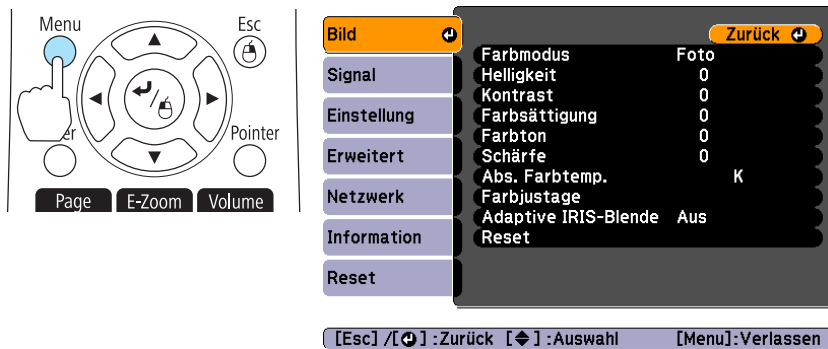 Menu
Esc
er
Pointer
Page
E-Zoom
Volume
Bild
Signal
Einstellung
Erweitert
Netzwerk
Information
Reset
Zurück
Farbmodus Foto
Helligkeit 0
Kontrast 0
Farbsättigung 0
Farbton 0
Schärfe 0
Abs. Farbtemp. K
Farbjustage
Adaptive IRIS-Blende Aus
Reset
[Esc] /[ ] :Zurück [ ] :Auswahl [Menu]:Verlassen